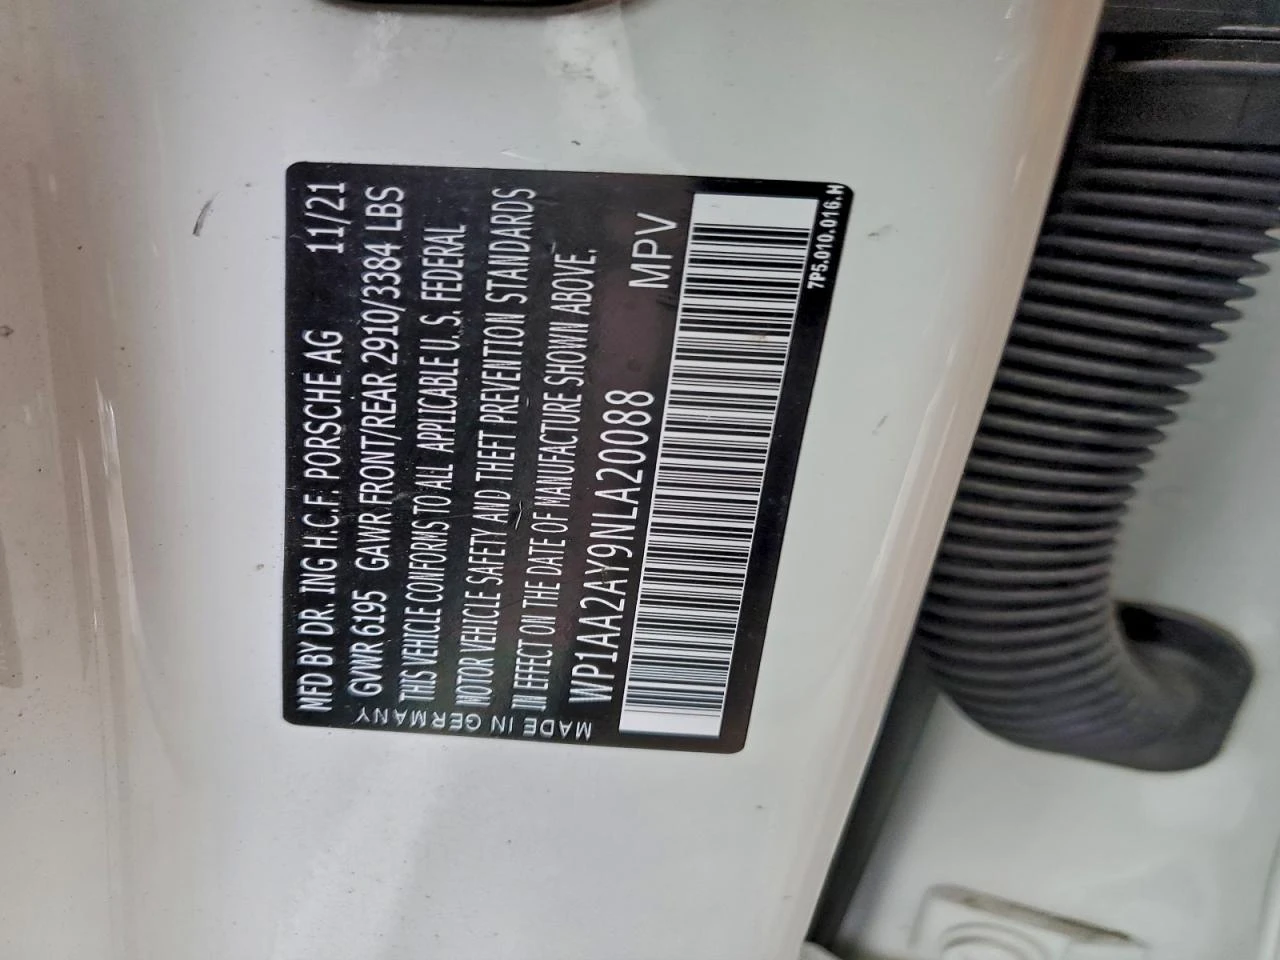 MFD BY DR. ING H.C.F. PORSCHE AG 11/21
GVWR 6195 GAWR FRONT/REAR 2910/3384 LBS
THIS VEHICLE CONFORMS TO ALL APPLICABLE U.S. FEDERAL
MOTOR VEHICLE SAFETY AND THEFT PREVENTION STANDARDS
IN EFFECT ON THE DATE OF MANUFACTURE SHOWN ABOVE.
WP1AA2AY9NLA20088 MPV
MADE IN GERMANY
7P5.010.016.H